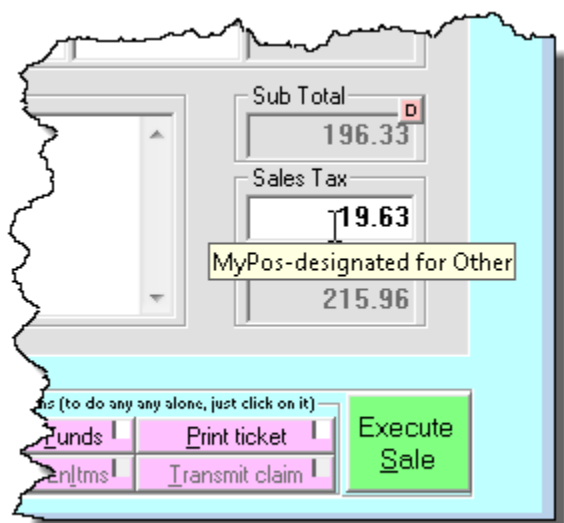 Sub Total
D
196.33
Sales Tax
19.63
MyPos-designated for Other
215.96
(to do any any alone, just click on it)
Funds
Print ticket
Execute
Sale
Transmit claim